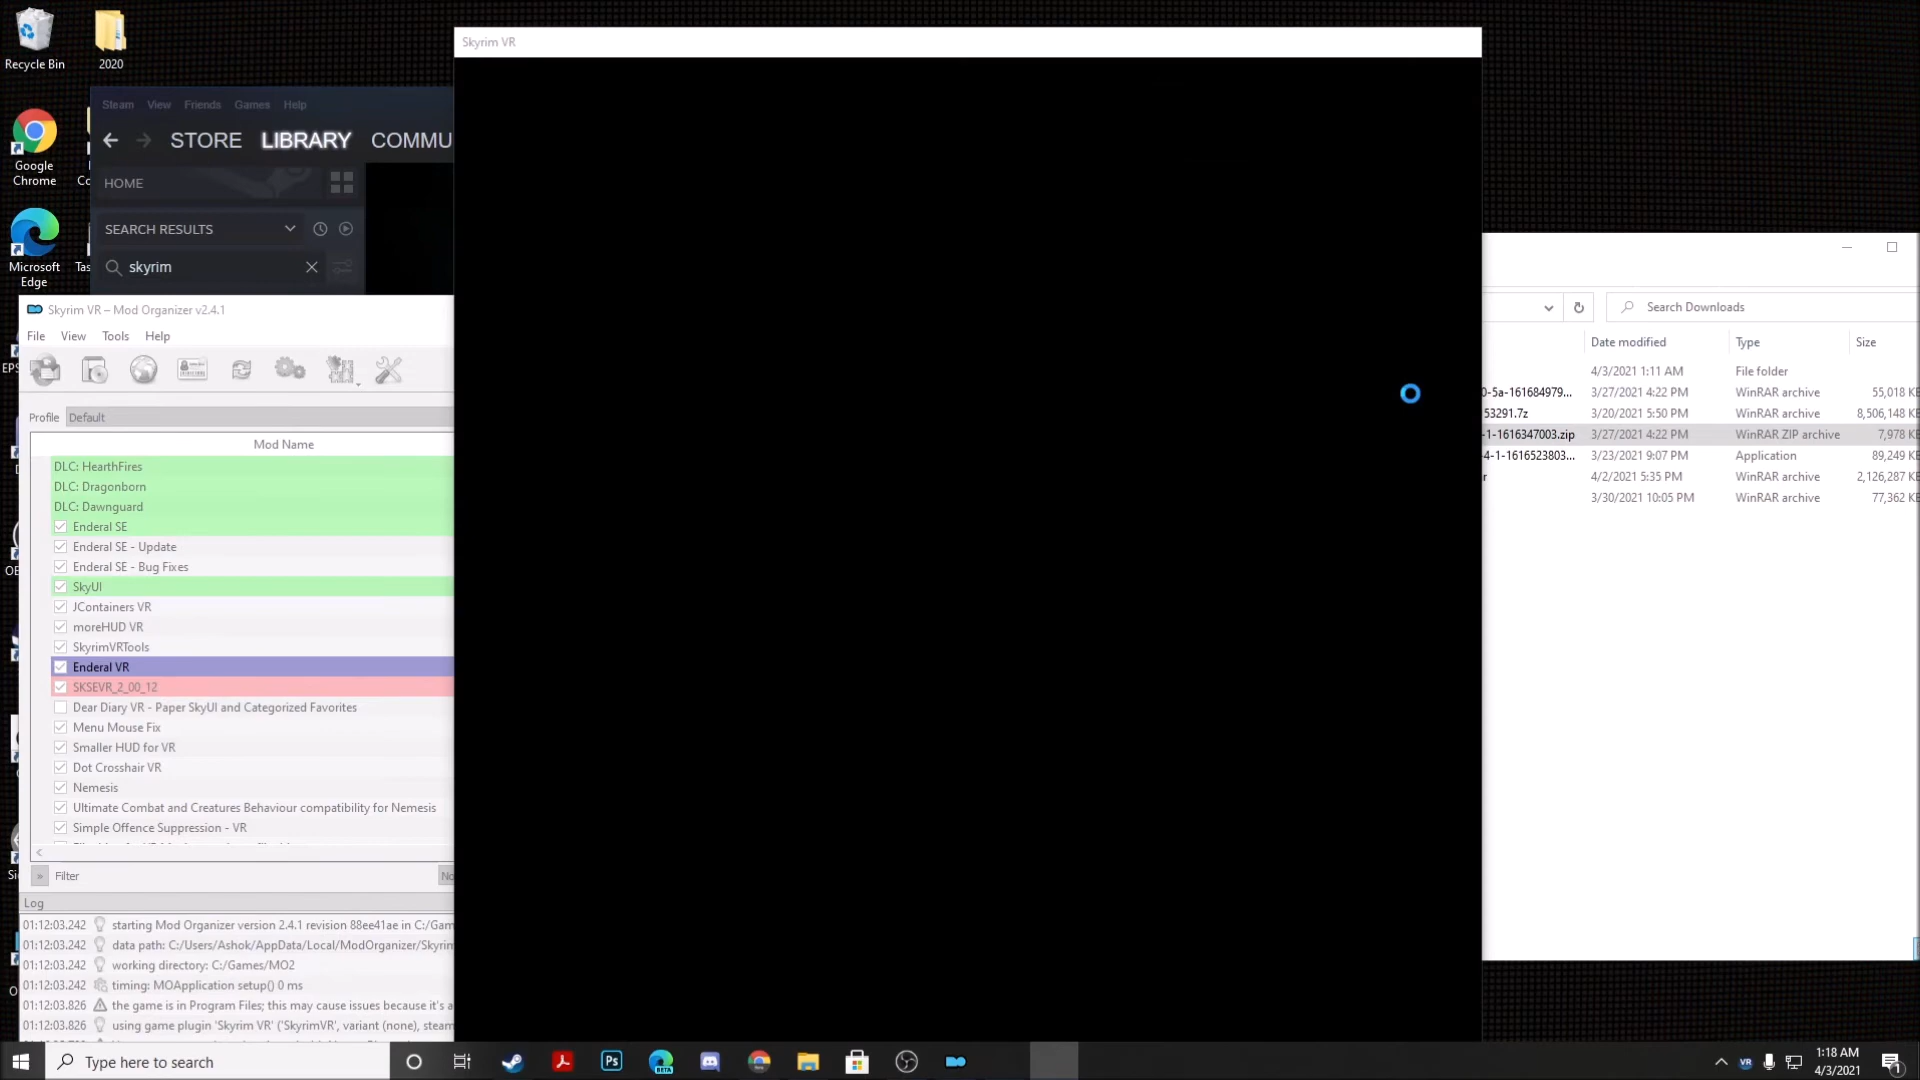 Recycle Bin
2020
Google Chrome
Microsoft Edge
Skyrim VR
Steam View Friends Games Help
STORE LIBRARY COMMU
HOME
SEARCH RESULTS
skyrim
Skyrim VR – Mod Organizer v2.4.1
File View Tools Help
Profile Default
Mod Name
DLC: HearthFires
DLC: Dragonborn
DLC: Dawnguard
Enderal SE
Enderal SE - Update
Enderal SE - Bug Fixes
SkyUI
JContainers VR
moreHUD VR
SkyrimVRTools
Enderal VR
SKSEVR_2_00_12
Dear Diary VR - Paper SkyUI and Categorized Favorites
Menu Mouse Fix
Smaller HUD for VR
Dot Crosshair VR
Nemesis
Ultimate Combat and Creatures Behaviour compatibility for Nemesis
Simple Offence Suppression - VR
Filter
No
Log
01:12:03.242 starting Mod Organizer version 2.4.1 revision 88ee41ae in C:/Gam
01:12:03.242 data path: C:/Users/Ashok/AppData/Local/ModOrganizer/Skyrim
01:12:03.242 working directory: C:/Games/MO2
01:12:03.242 timing: MOApplication setup() 0 ms
01:12:03.826 the game is in Program Files; this may cause issues because it's a
01:12:03.826 using game plugin 'Skyrim VR' ('SkyrimVR', variant (none), steam
Search Downloads
Date modified Type Size
4/3/2021 1:11 AM File folder
0-5a-161684979... 3/27/2021 4:22 PM WinRAR archive 55,018 KB
53291.7z 3/20/2021 5:50 PM WinRAR archive 8,506,148 KB
-1-1616347003.zip 3/27/2021 4:22 PM WinRAR ZIP archive 7,978 KB
4-1-1616523803... 3/23/2021 9:07 PM Application 89,249 KB
r 4/2/2021 5:35 PM WinRAR archive 2,126,287 KB
3/30/2021 10:05 PM WinRAR archive 77,362 KB
Type here to search
Ps
BETA
VR
1:18 AM
4/3/2021
1